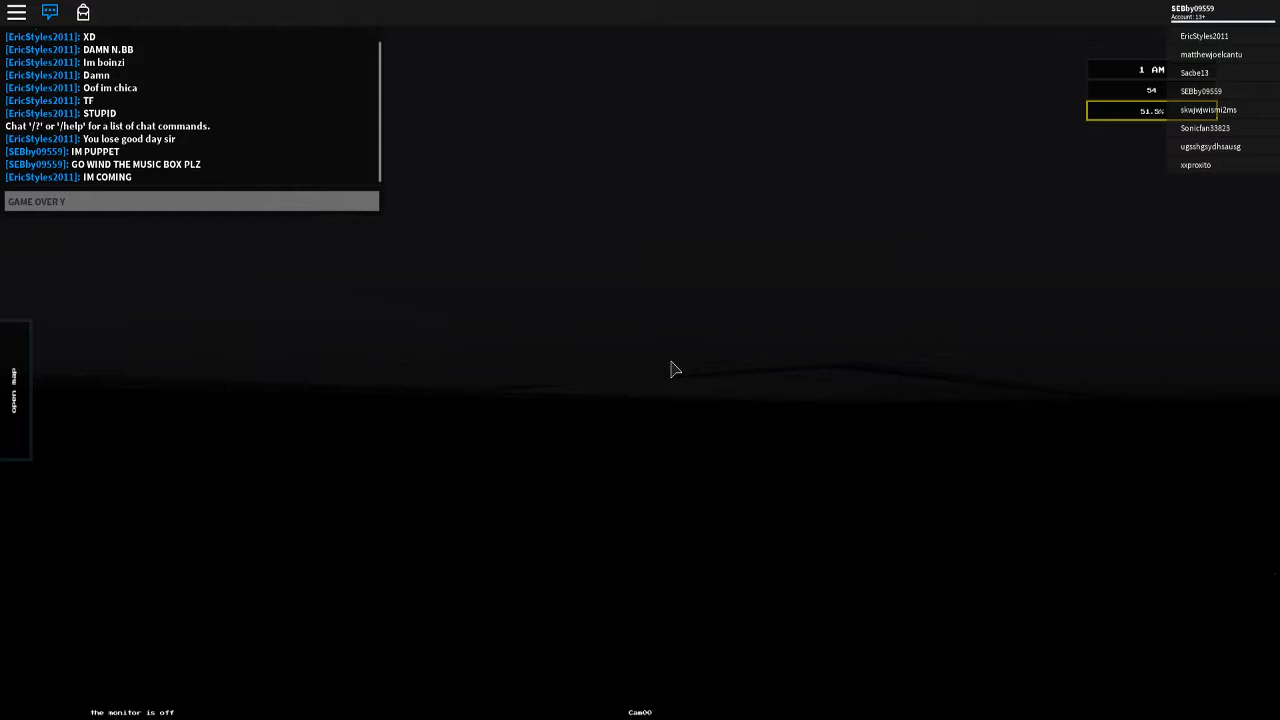 SEBby09559
Account: 13+
[EricStyles2011]: XD
[EricStyles2011]: DAMN N.BB
[EricStyles2011]: Im boinzi
[EricStyles2011]: Damn
[EricStyles2011]: Oof im chica
[EricStyles2011]: TF
[EricStyles2011]: STUPID
Chat '/?' or '/help' for a list of chat commands.
[EricStyles2011]: You lose good day sir
[SEBby09559]: IM PUPPET
[SEBby09559]: GO WIND THE MUSIC BOX PLZ
[EricStyles2011]: IM COMING
GAME OVER Y
1 AM
54
51.5%
EricStyles2011
matthewjoelcantu
Sacbe13
SEBby09559
skwjwjwismi2ms
Sonicfan33823
ugsshgsydhsausg
xxproxito
open map
the monitor is off
Cam00